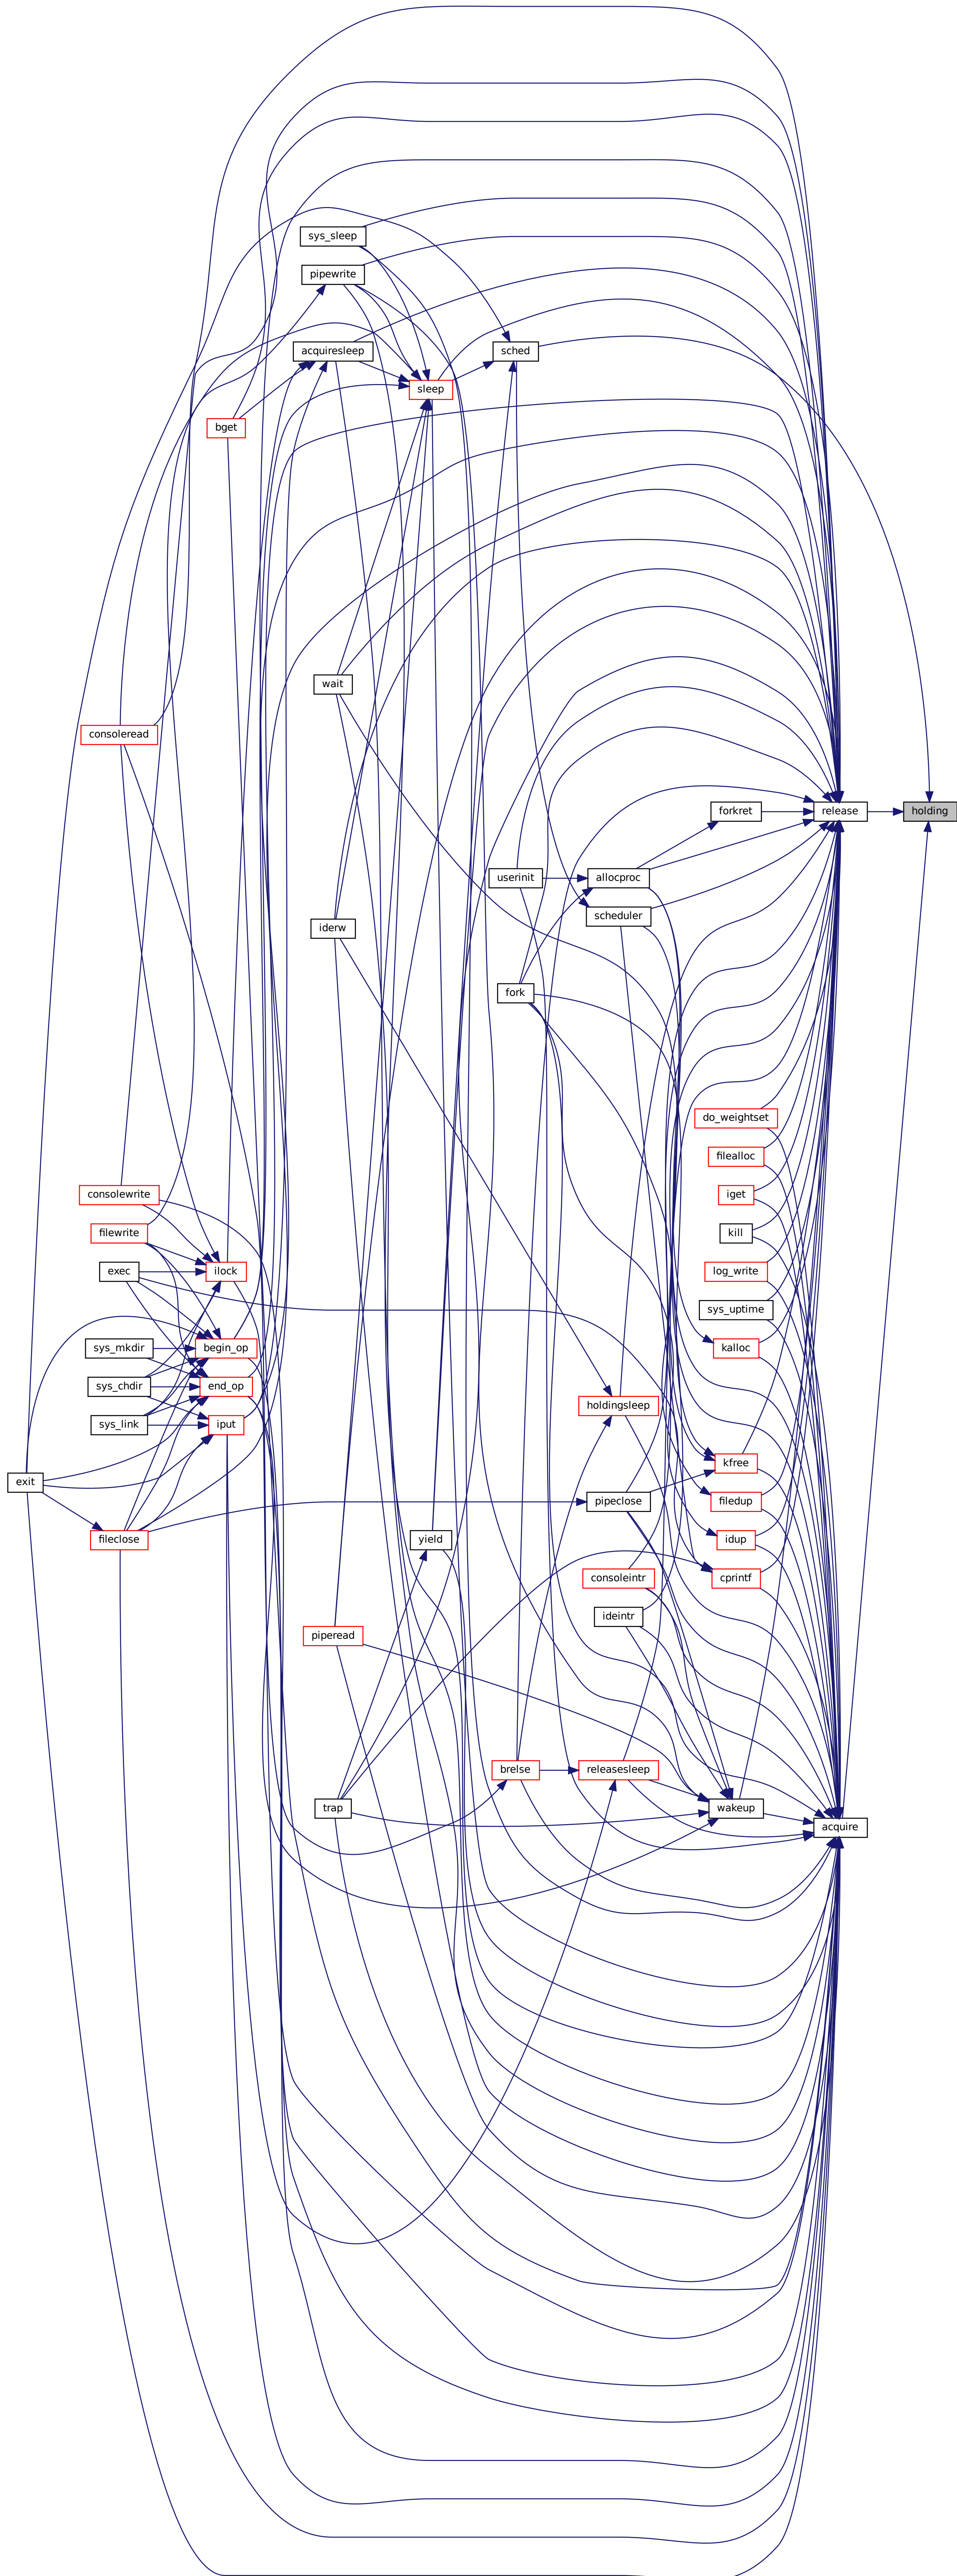 sys_sleep
pipewrite
acquiresleep
sched
sleep
bget
wait
consoleread
forkret
release
holding
userinit
allocproc
scheduler
iderw
fork
do_weightset
filealloc
consolewrite
iget
filewrite
kill
exec
ilock
log_write
sys_uptime
sys_mkdir
begin_op
kalloc
sys_chdir
end_op
holdingsleep
sys_link
iput
kfree
exit
pipeclose
filedup
fileclose
yield
idup
consoleintr
cprintf
ideintr
piperead
brelse
releasesleep
trap
wakeup
acquire